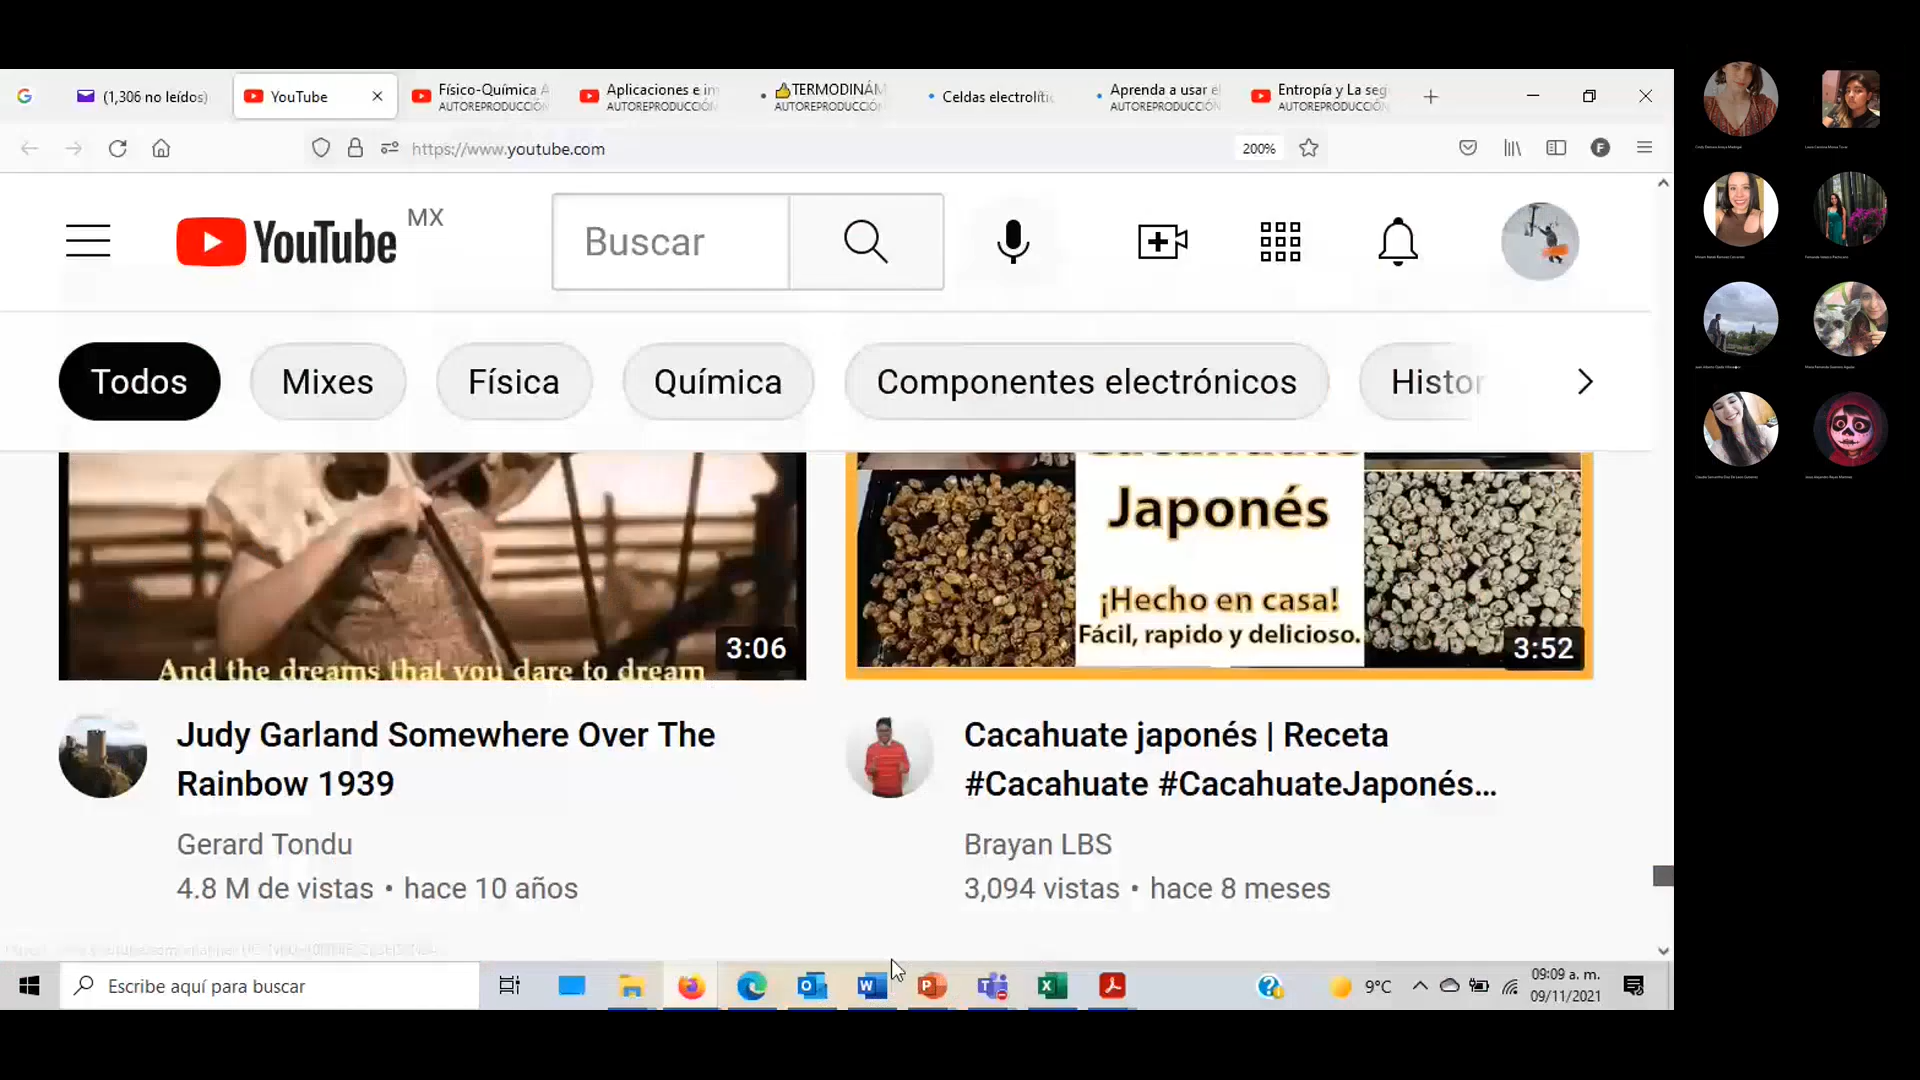 (1,306 no leídos)
YouTube
Físico-Química A
AUTOREPRODUCCIÓN
Aplicaciones e im
AUTOREPRODUCCIÓN
TERMODINÁM
AUTOREPRODUCCIÓN
Celdas electrolític
Aprenda a usar el
AUTOREPRODUCCIÓN
Entropía y La seg
AUTOREPRODUCCIÓN
https://www.youtube.com
200%
F
YouTube MX
Buscar
Todos
Mixes
Física
Química
Componentes electrónicos
Histor
And the dreams that you dare to dream
3:06
Japonés
¡Hecho en casa!
Fácil, rapido y delicioso.
3:52
Judy Garland Somewhere Over The
Rainbow 1939
Gerard Tondu
4.8 M de vistas • hace 10 años
Cacahuate japonés | Receta
#Cacahuate #CacahuateJaponés...
Brayan LBS
3,094 vistas • hace 8 meses
Escribe aquí para buscar
9°C
09:09 a. m.
09/11/2021